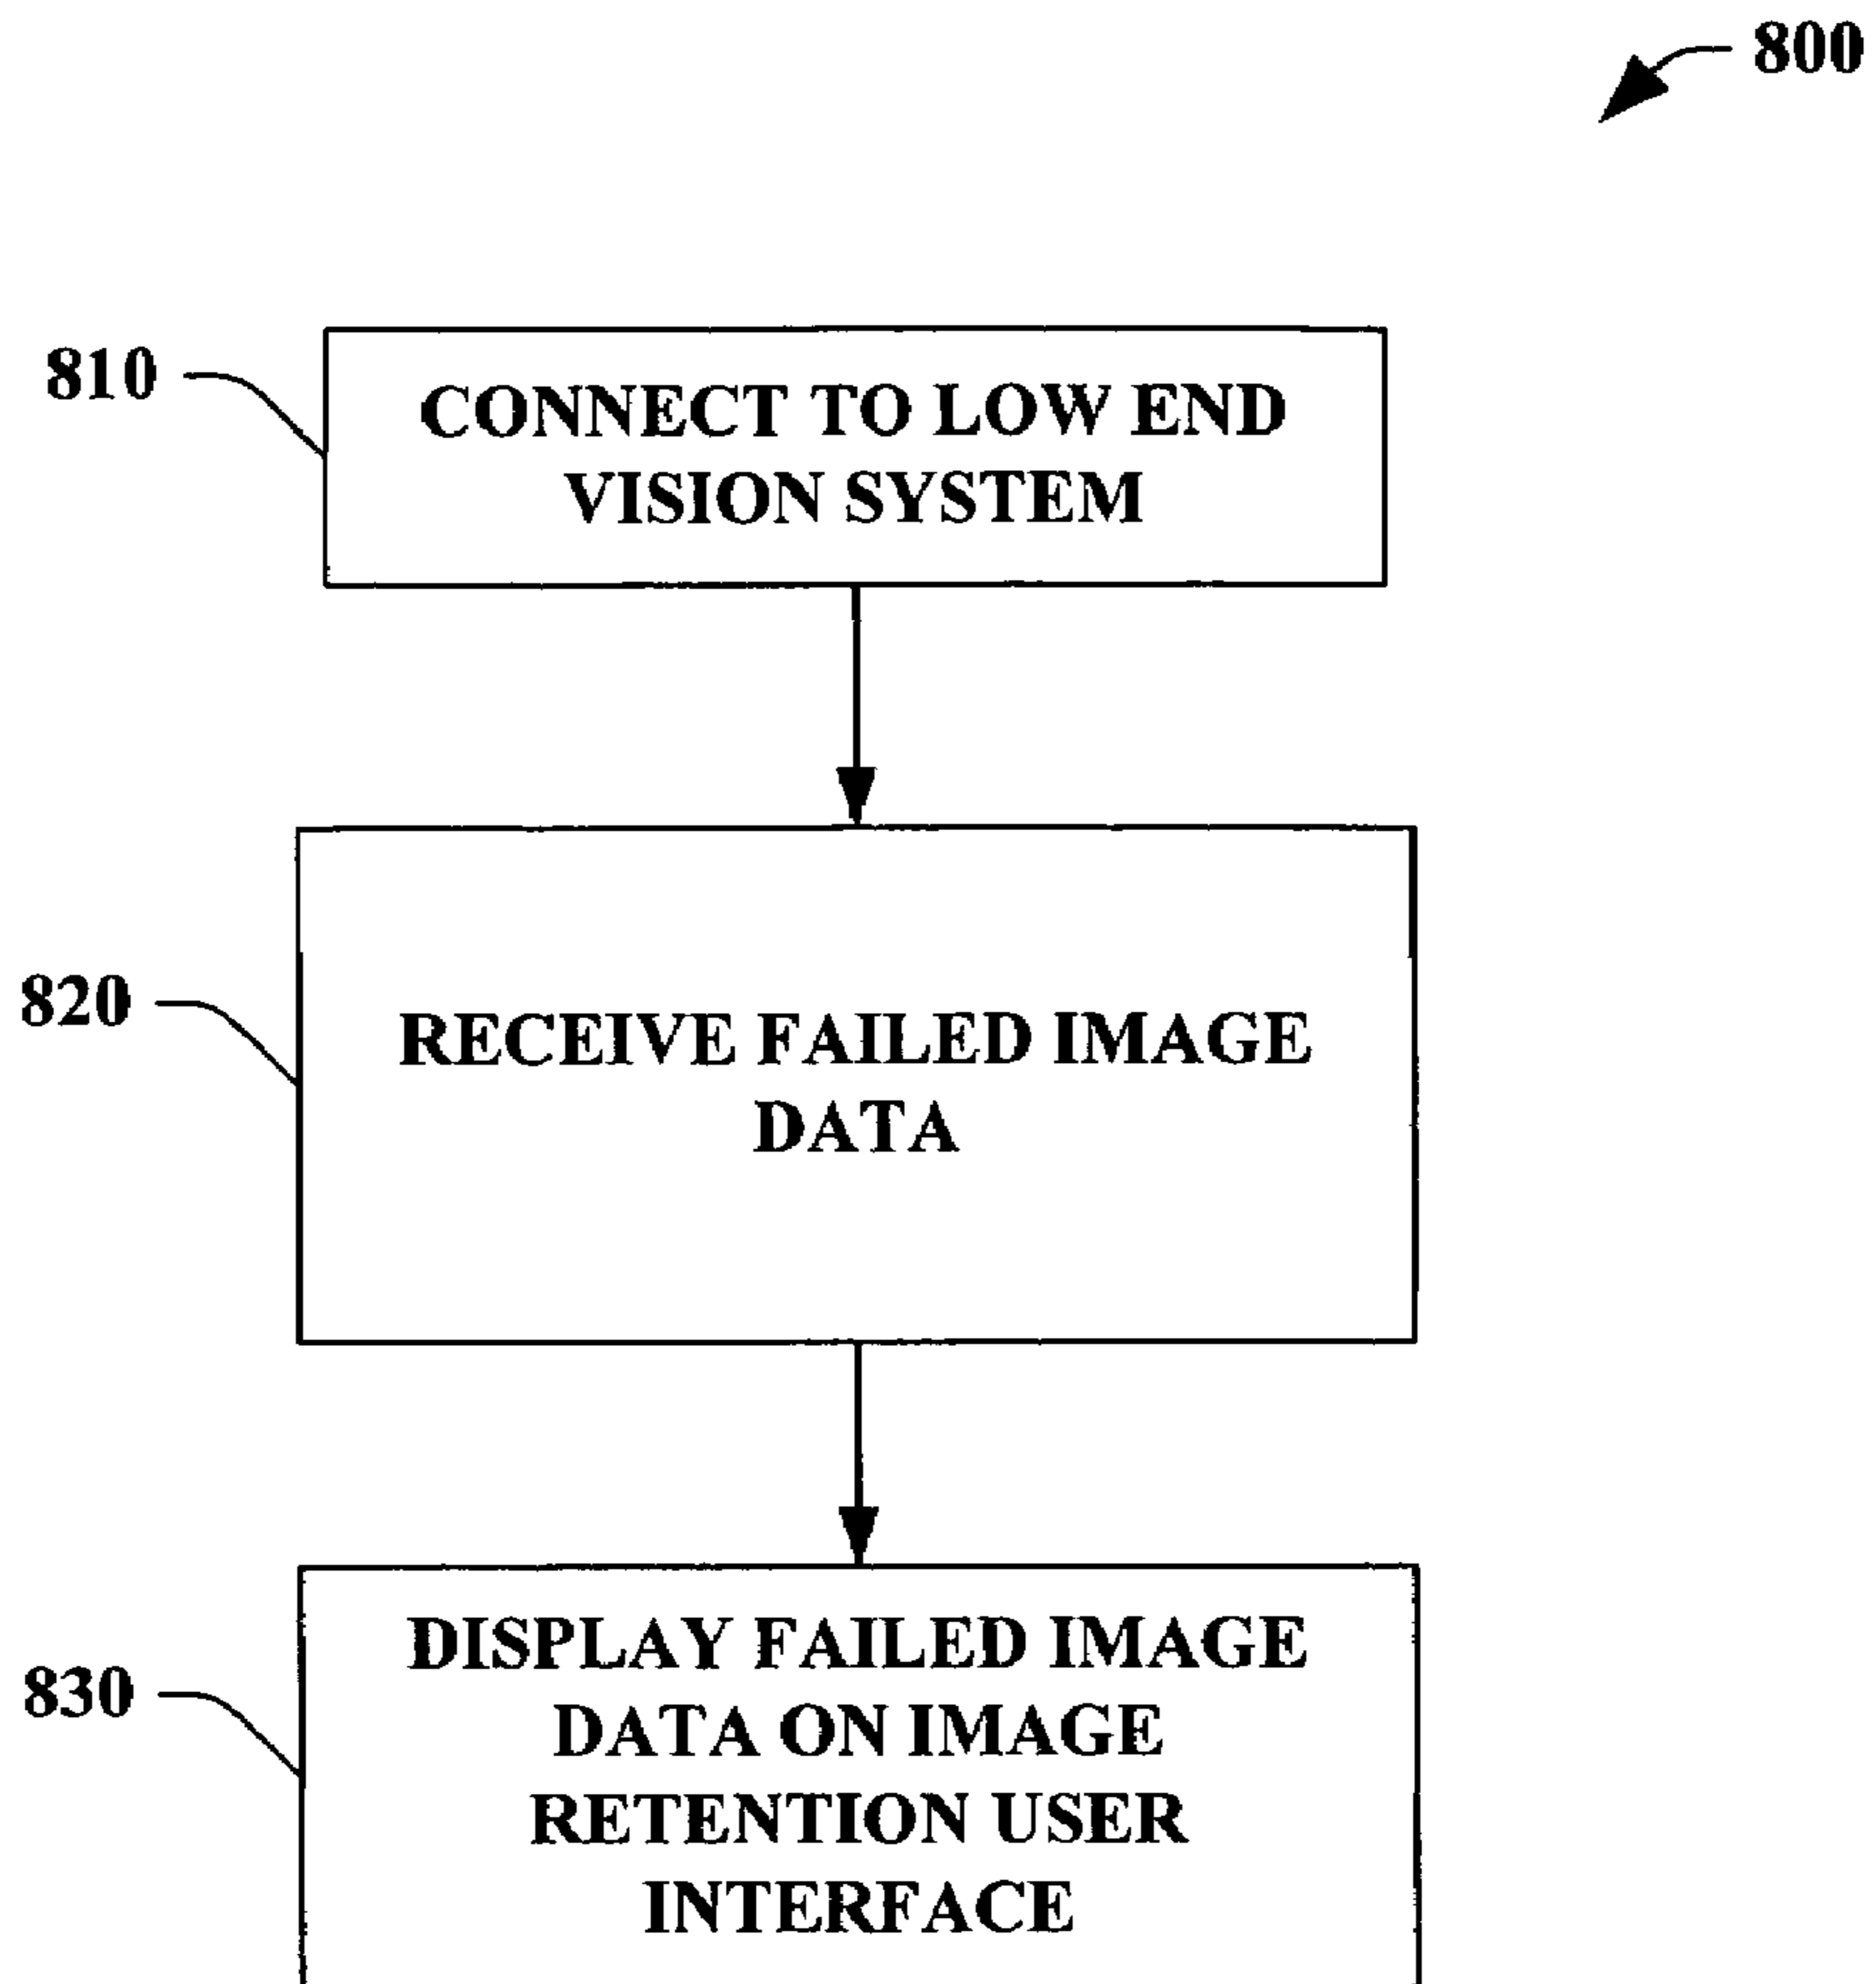 800
810
CONNECT TO LOW END
VISION SYSTEM
820
RECEIVE FAILED IMAGE
DATA
830
DISPLAY FAILED IMAGE
DATA ON IMAGE
RETENTION USER
INTERFACE